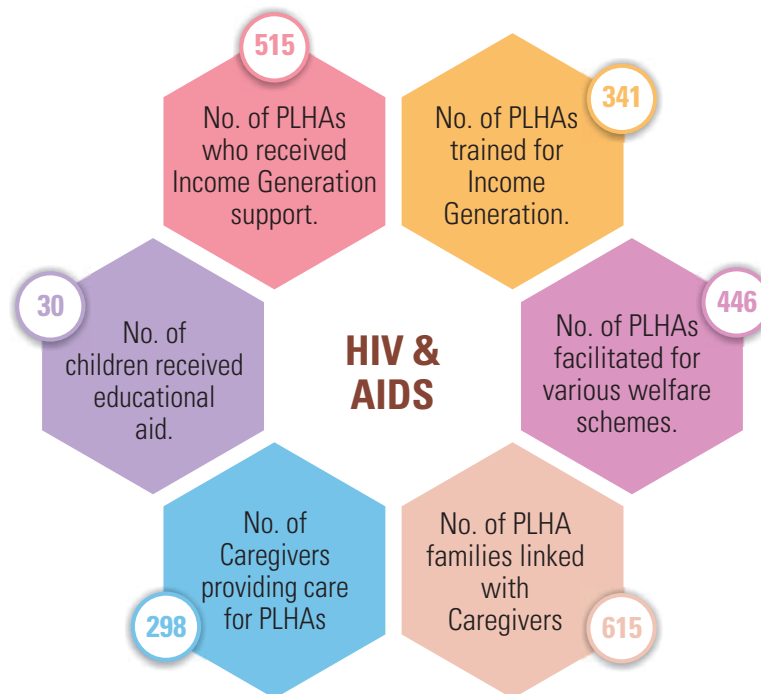 515
No. of PLHAs
who received
Income Generation
support.
341
No. of PLHAs
trained for
Income
Generation.
30
No. of
children received
educational
aid.
HIV &
AIDS
446
No. of PLHAs
facilitated for
various welfare
schemes.
No. of
Caregivers
providing care
for PLHAs
298
No. of PLHA
families linked
with
Caregivers
615